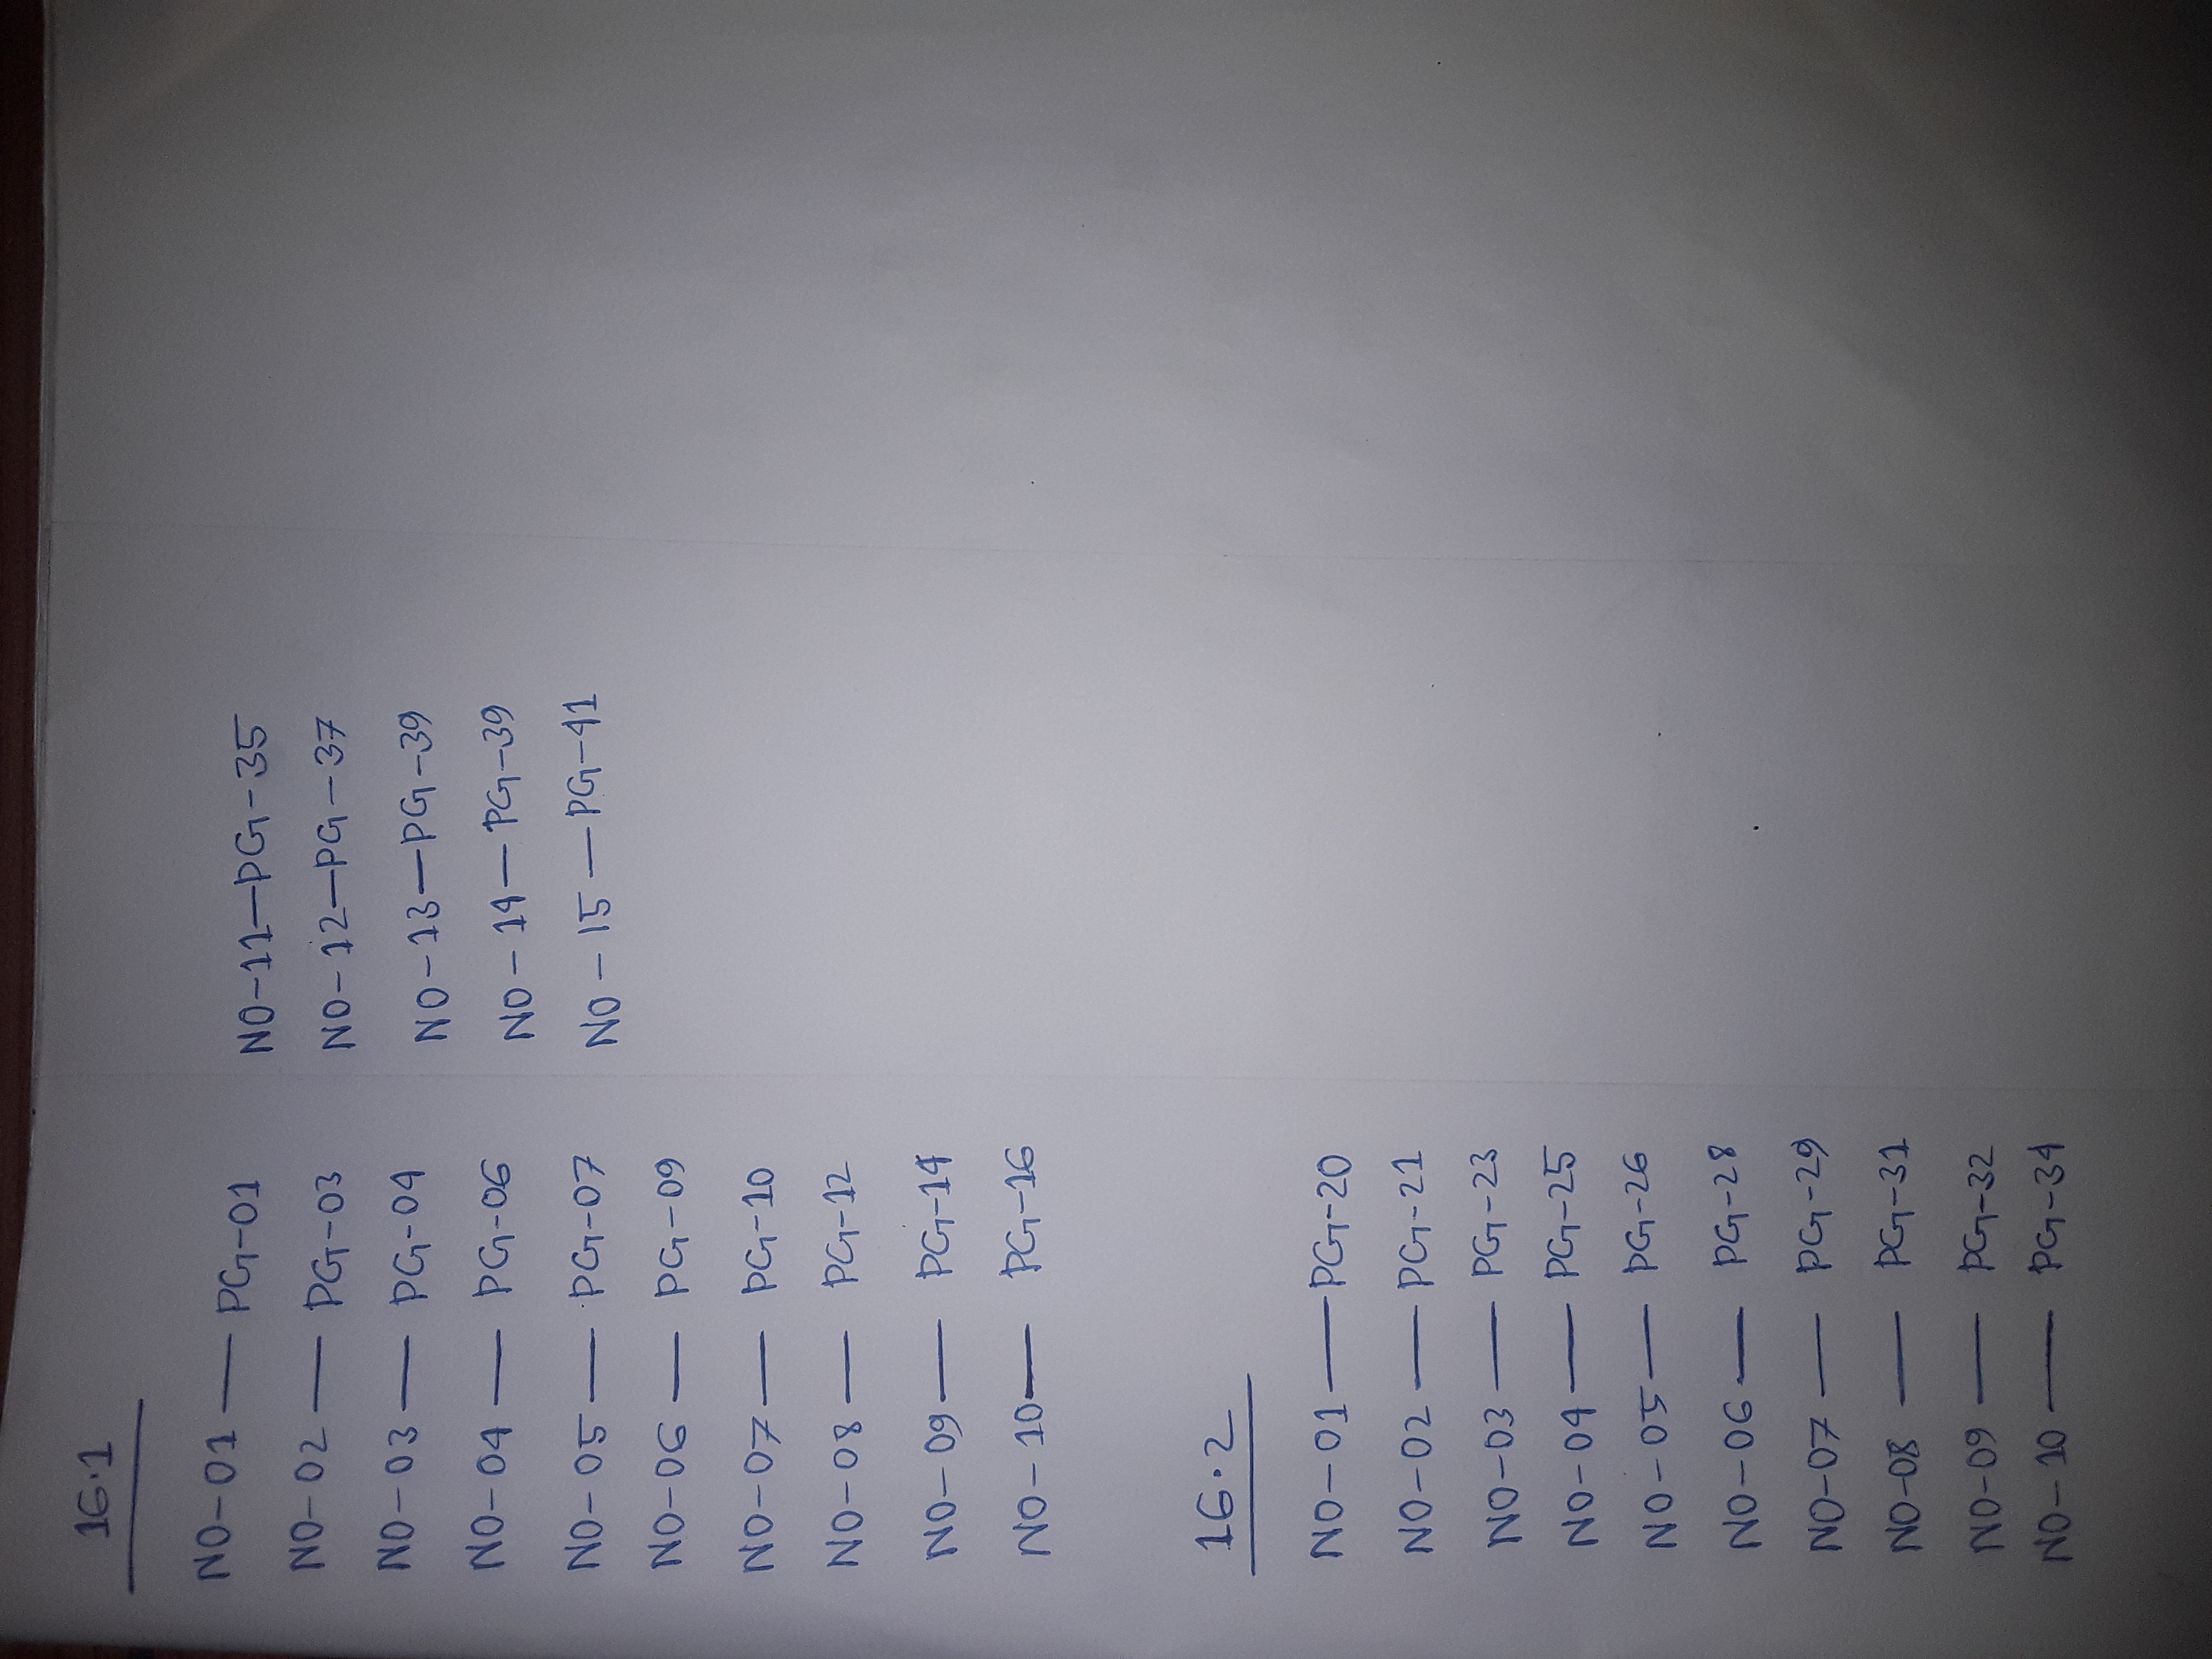 16.1
NO-01 — PG-01
NO-02 — PG-03
NO-03 — PG-04
NO-04 — PG-06
NO-05 — PG-07
NO-06 — PG-09
NO-07 — PG-10
NO-08 — PG-12
NO-09 — PG-14
NO-10 — PG-16
NO-11 — PG-35
NO-12 — PG-37
NO-13 — PG-39
NO-14 — PG-39
NO-15 — PG-41
16.2
NO-01 — PG-20
NO-02 — PG-21
NO-03 — PG-23
NO-04 — PG-25
NO-05 — PG-26
NO-06 — PG-28
NO-07 — PG-29
NO-08 — PG-31
NO-09 — PG-32
NO-10 — PG-34